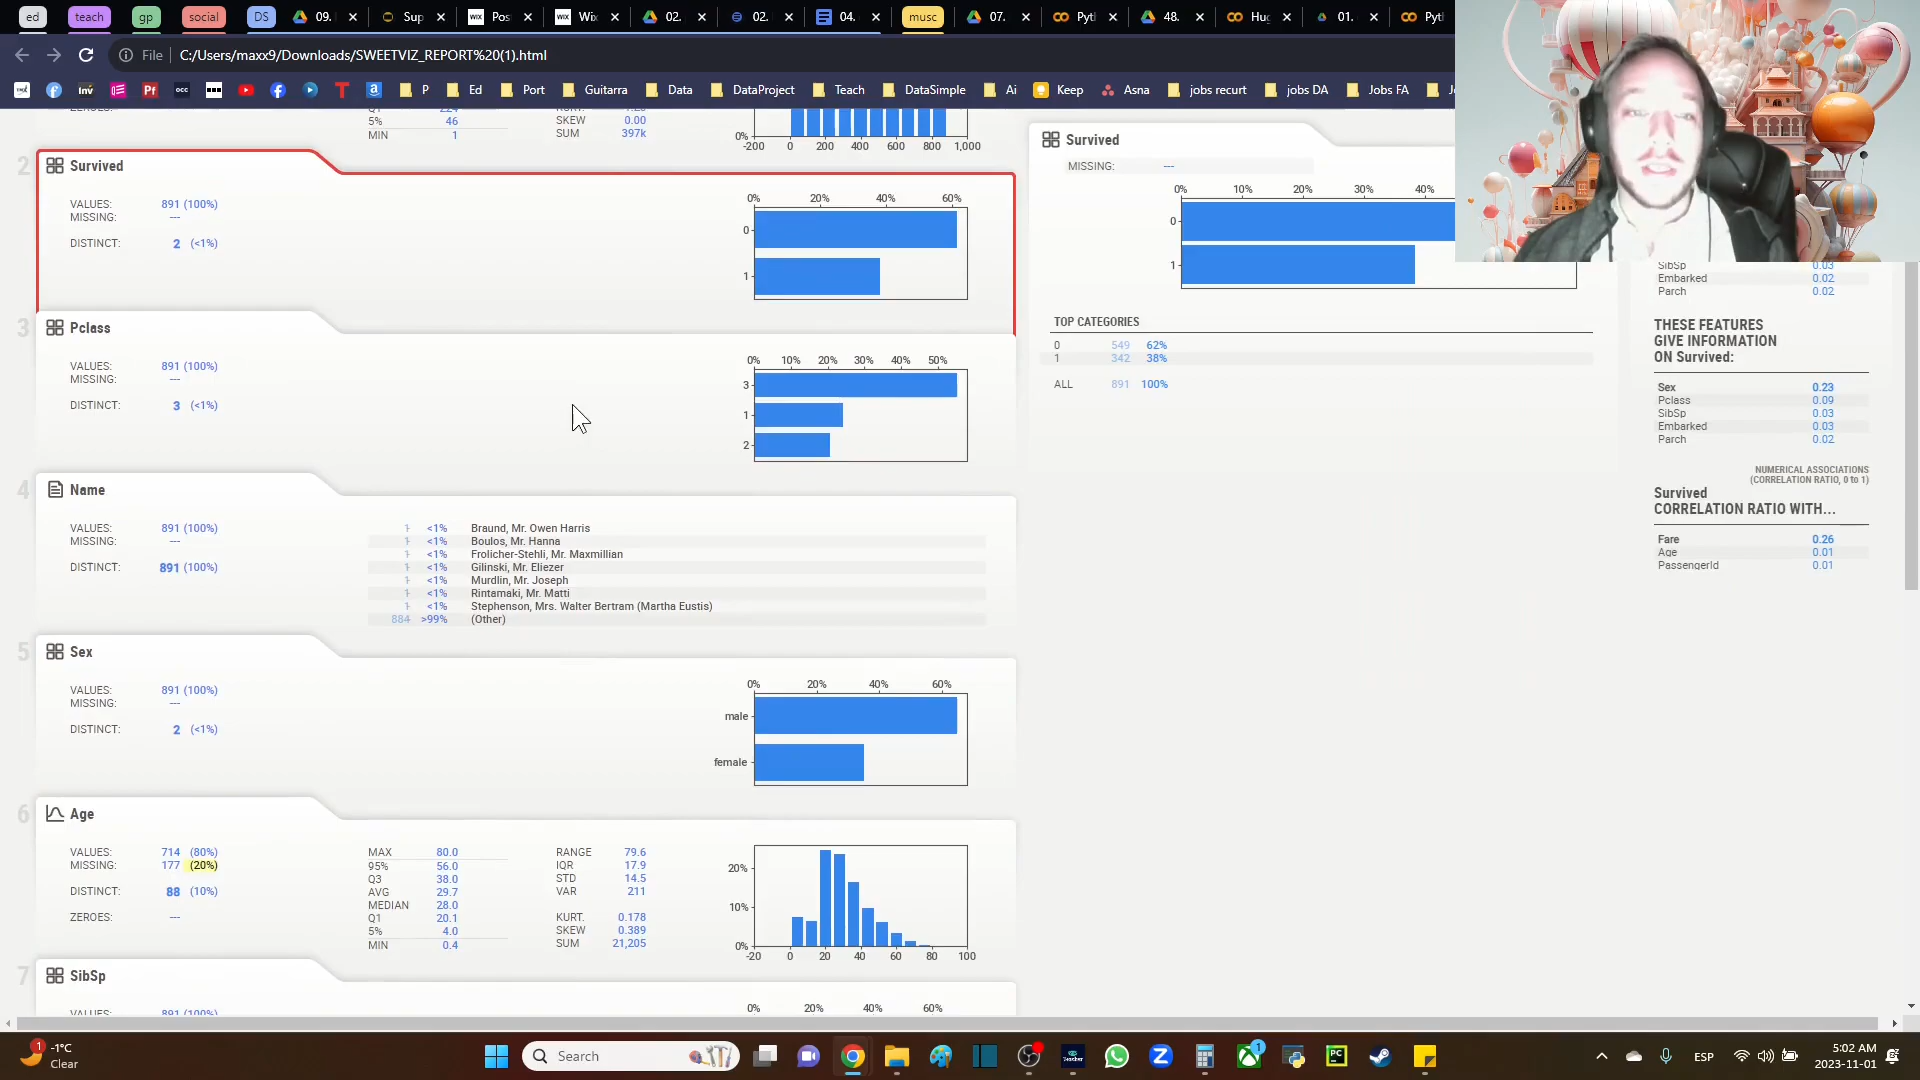 ed teach gp social DS 09. Sup Pos Wix 02. 02. 04. musc 07. Pyt 48. Hug 01. Pyt
File C:/Users/maxx9/Downloads/SWEETVIZ_REPORT%20(1).html
P Ed Port Guitarra Data DataProject Teach DataSimple Ai Keep Asna jobs recurt jobs DA Jobs FA
5% 46 SKEW 0.00
MIN 1 SUM 397k
0%
-200 0 200 400 600 800 1,000
2 Survived
VALUES: 891 (100%)
MISSING: ---
DISTINCT: 2 (<1%)
0% 20% 40% 60%
0
1
3 Pclass
VALUES: 891 (100%)
MISSING: ---
DISTINCT: 3 (<1%)
0% 10% 20% 30% 40% 50%
3
1
2
4 Name
VALUES: 891 (100%)
MISSING: ---
DISTINCT: 891 (100%)
1 <1% Braund, Mr. Owen Harris
1 <1% Boulos, Mr. Hanna
1 <1% Frolicher-Stehli, Mr. Maxmillian
1 <1% Gilinski, Mr. Eliezer
1 <1% Murdlin, Mr. Joseph
1 <1% Rintamaki, Mr. Matti
1 <1% Stephenson, Mrs. Walter Bertram (Martha Eustis)
884 >99% (Other)
5 Sex
VALUES: 891 (100%)
MISSING: ---
DISTINCT: 2 (<1%)
0% 20% 40% 60%
male
female
6 Age
VALUES: 714 (80%)
MISSING: 177 (20%)
DISTINCT: 88 (10%)
ZEROES: ---
MAX 80.0
95% 56.0
Q3 38.0
AVG 29.7
MEDIAN 28.0
Q1 20.1
5% 4.0
MIN 0.4
RANGE 79.6
IQR 17.9
STD 14.5
VAR 211
KURT. 0.178
SKEW 0.389
SUM 21,205
20%
10%
0%
-20 0 20 40 60 80 100
7 SibSp
VALUES: 891 (100%)
0% 20% 40% 60%
Survived
MISSING: ---
0% 10% 20% 30% 40%
0
1
TOP CATEGORIES
0 549 62%
1 342 38%
ALL 891 100%
SibSp 0.03
Embarked 0.02
Parch 0.02
THESE FEATURES
GIVE INFORMATION
ON Survived:
Sex 0.23
Pclass 0.09
SibSp 0.03
Embarked 0.03
Parch 0.02
NUMERICAL ASSOCIATIONS
(CORRELATION RATIO, 0 to 1)
Survived
CORRELATION RATIO WITH...
Fare 0.26
Age 0.01
PassengerId 0.01
1 -1°C
Clear
Search
1
ESP
5:02 AM
2023-11-01